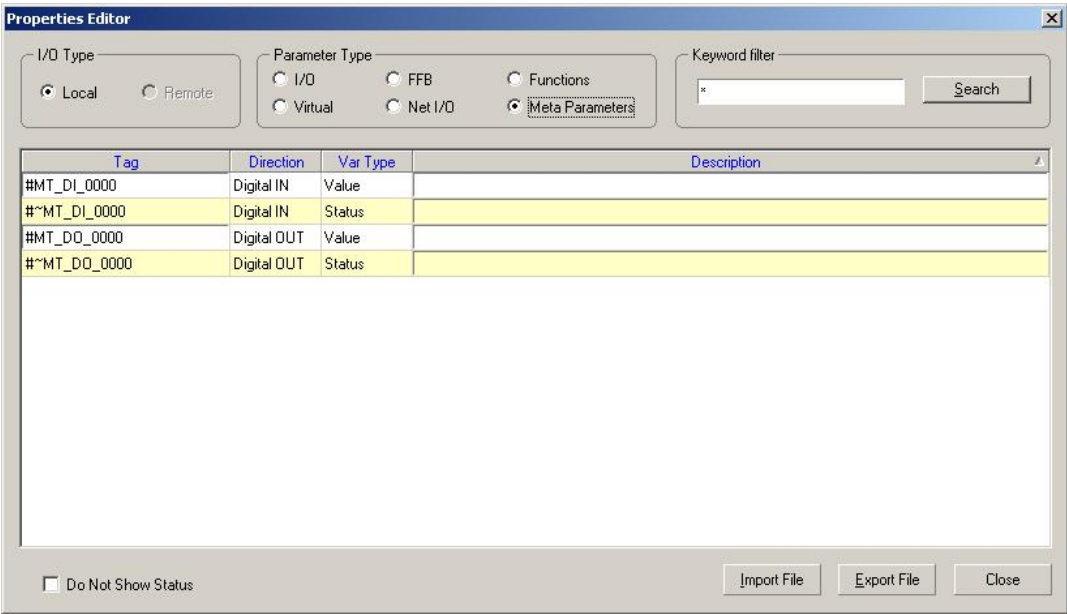 Properties Editor
I/O Type
Local
Remote
Parameter Type
I/O
FFB
Functions
Virtual
Net I/O
Meta Parameters
Keyword filter
*
Search
Tag Direction Var Type Description
#MT_DI_0000 Digital IN Value
#~MT_DI_0000 Digital IN Status
#MT_DO_0000 Digital OUT Value
#~MT_DO_0000 Digital OUT Status
Do Not Show Status
Import File
Export File
Close